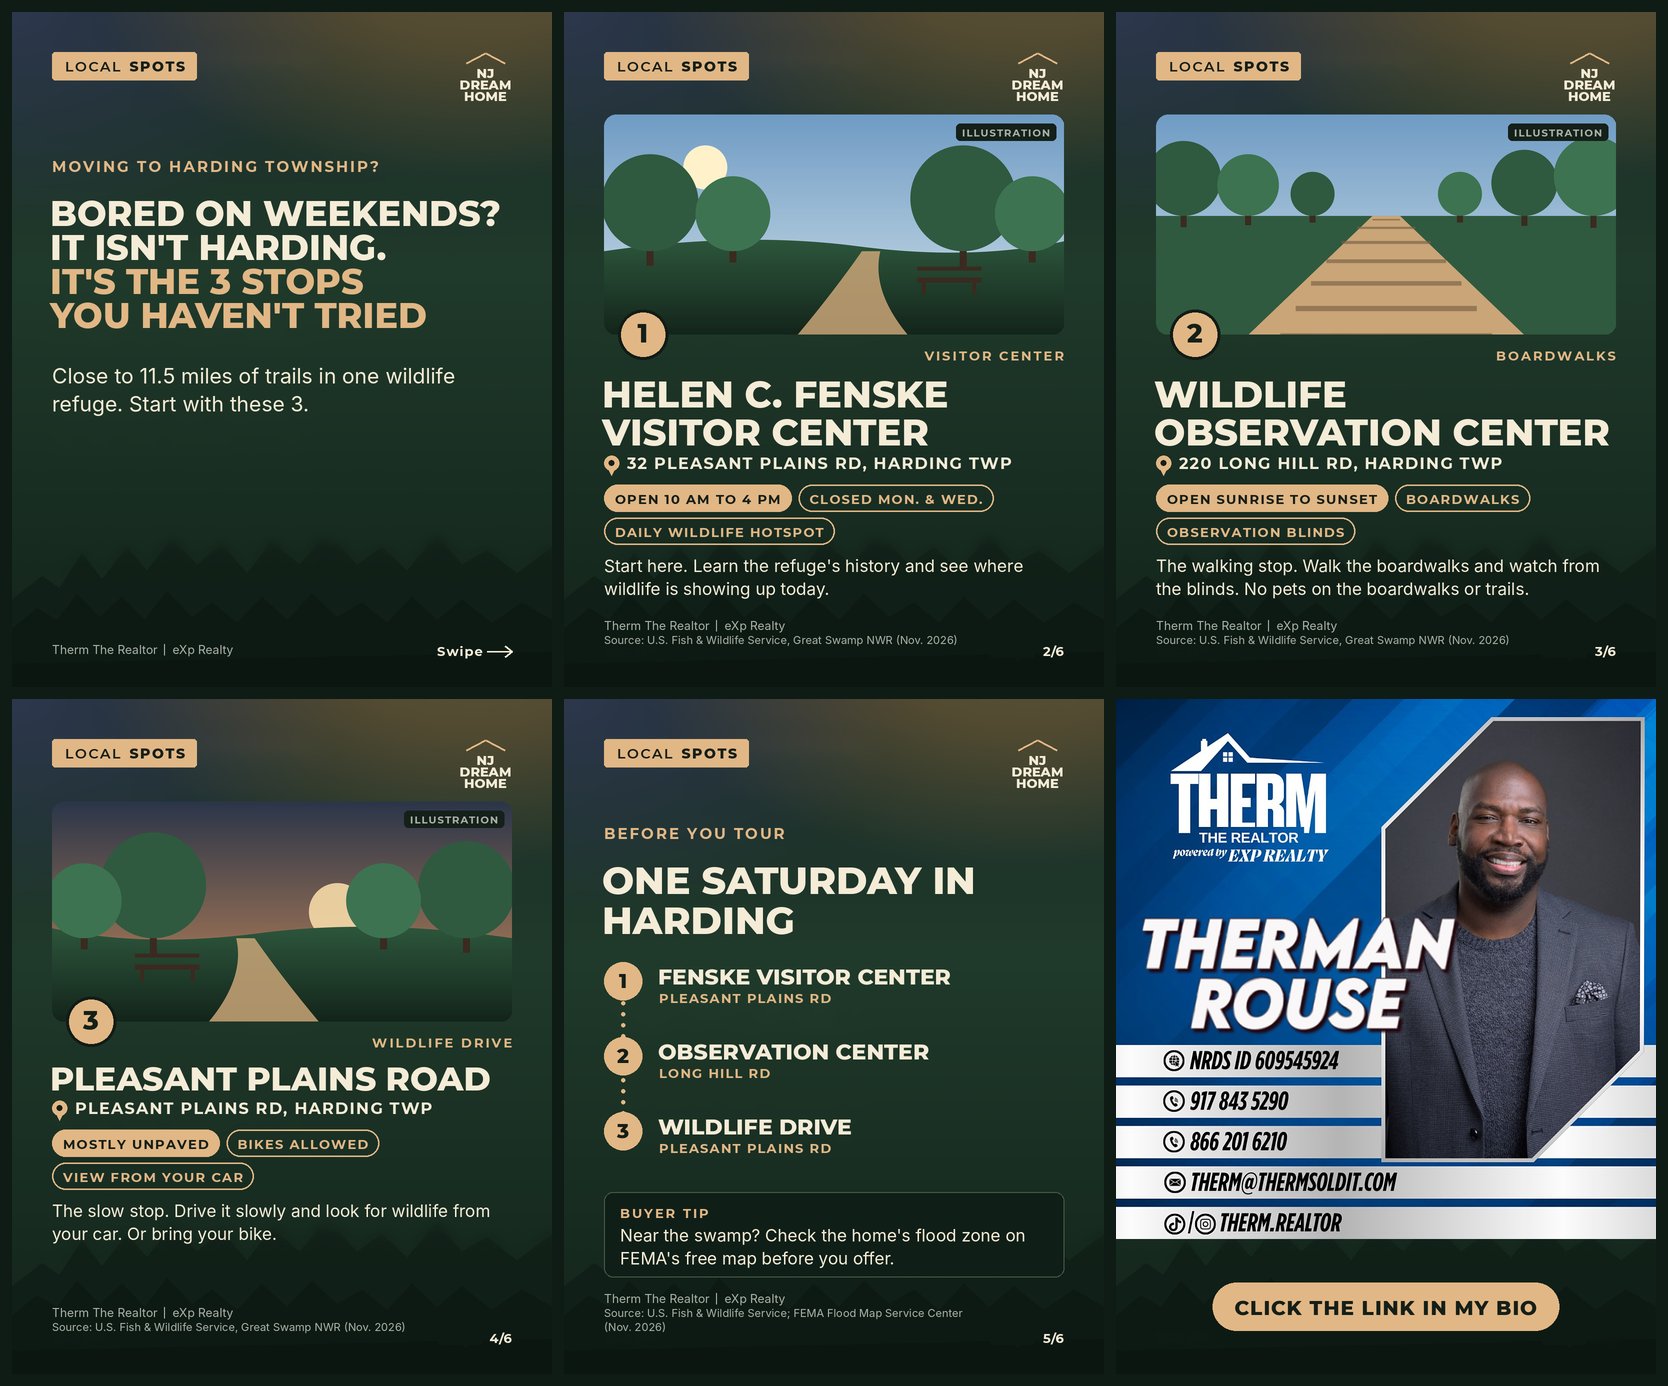 LOCAL SPOTS
NJ
DREAM
HOME
MOVING TO HARDING TOWNSHIP?
BORED ON WEEKENDS?
IT ISN'T HARDING.
IT'S THE 3 STOPS
YOU HAVEN'T TRIED
Close to 11.5 miles of trails in one wildlife
refuge. Start with these 3.
Therm The Realtor | eXp Realty
Swipe
LOCAL SPOTS
NJ
DREAM
HOME
ILLUSTRATION
1
VISITOR CENTER
HELEN C. FENSKE
VISITOR CENTER
32 PLEASANT PLAINS RD, HARDING TWP
OPEN 10 AM TO 4 PM
CLOSED MON. & WED.
DAILY WILDLIFE HOTSPOT
Start here. Learn the refuge's history and see where
wildlife is showing up today.
Therm The Realtor | eXp Realty
Source: U.S. Fish & Wildlife Service, Great Swamp NWR (Nov. 2026)
2/6
LOCAL SPOTS
NJ
DREAM
HOME
ILLUSTRATION
2
BOARDWALKS
WILDLIFE
OBSERVATION CENTER
220 LONG HILL RD, HARDING TWP
OPEN SUNRISE TO SUNSET
BOARDWALKS
OBSERVATION BLINDS
The walking stop. Walk the boardwalks and watch from
the blinds. No pets on the boardwalks or trails.
Therm The Realtor | eXp Realty
Source: U.S. Fish & Wildlife Service, Great Swamp NWR (Nov. 2026)
3/6
LOCAL SPOTS
NJ
DREAM
HOME
ILLUSTRATION
3
WILDLIFE DRIVE
PLEASANT PLAINS ROAD
PLEASANT PLAINS RD, HARDING TWP
MOSTLY UNPAVED
BIKES ALLOWED
VIEW FROM YOUR CAR
The slow stop. Drive it slowly and look for wildlife from
your car. Or bring your bike.
Therm The Realtor | eXp Realty
Source: U.S. Fish & Wildlife Service, Great Swamp NWR (Nov. 2026)
4/6
LOCAL SPOTS
NJ
DREAM
HOME
BEFORE YOU TOUR
ONE SATURDAY IN
HARDING
1
FENSKE VISITOR CENTER
PLEASANT PLAINS RD
2
OBSERVATION CENTER
LONG HILL RD
3
WILDLIFE DRIVE
PLEASANT PLAINS RD
BUYER TIP
Near the swamp? Check the home's flood zone on
FEMA's free map before you offer.
Therm The Realtor | eXp Realty
Source: U.S. Fish & Wildlife Service; FEMA Flood Map Service Center
(Nov. 2026)
5/6
THERM
THE REALTOR
powered by EXP REALTY
THERMAN
ROUSE
NRDS ID 609545924
917 843 5290
866 201 6210
THERM@THERMSOLDIT.COM
/ THERM.REALTOR
CLICK THE LINK IN MY BIO